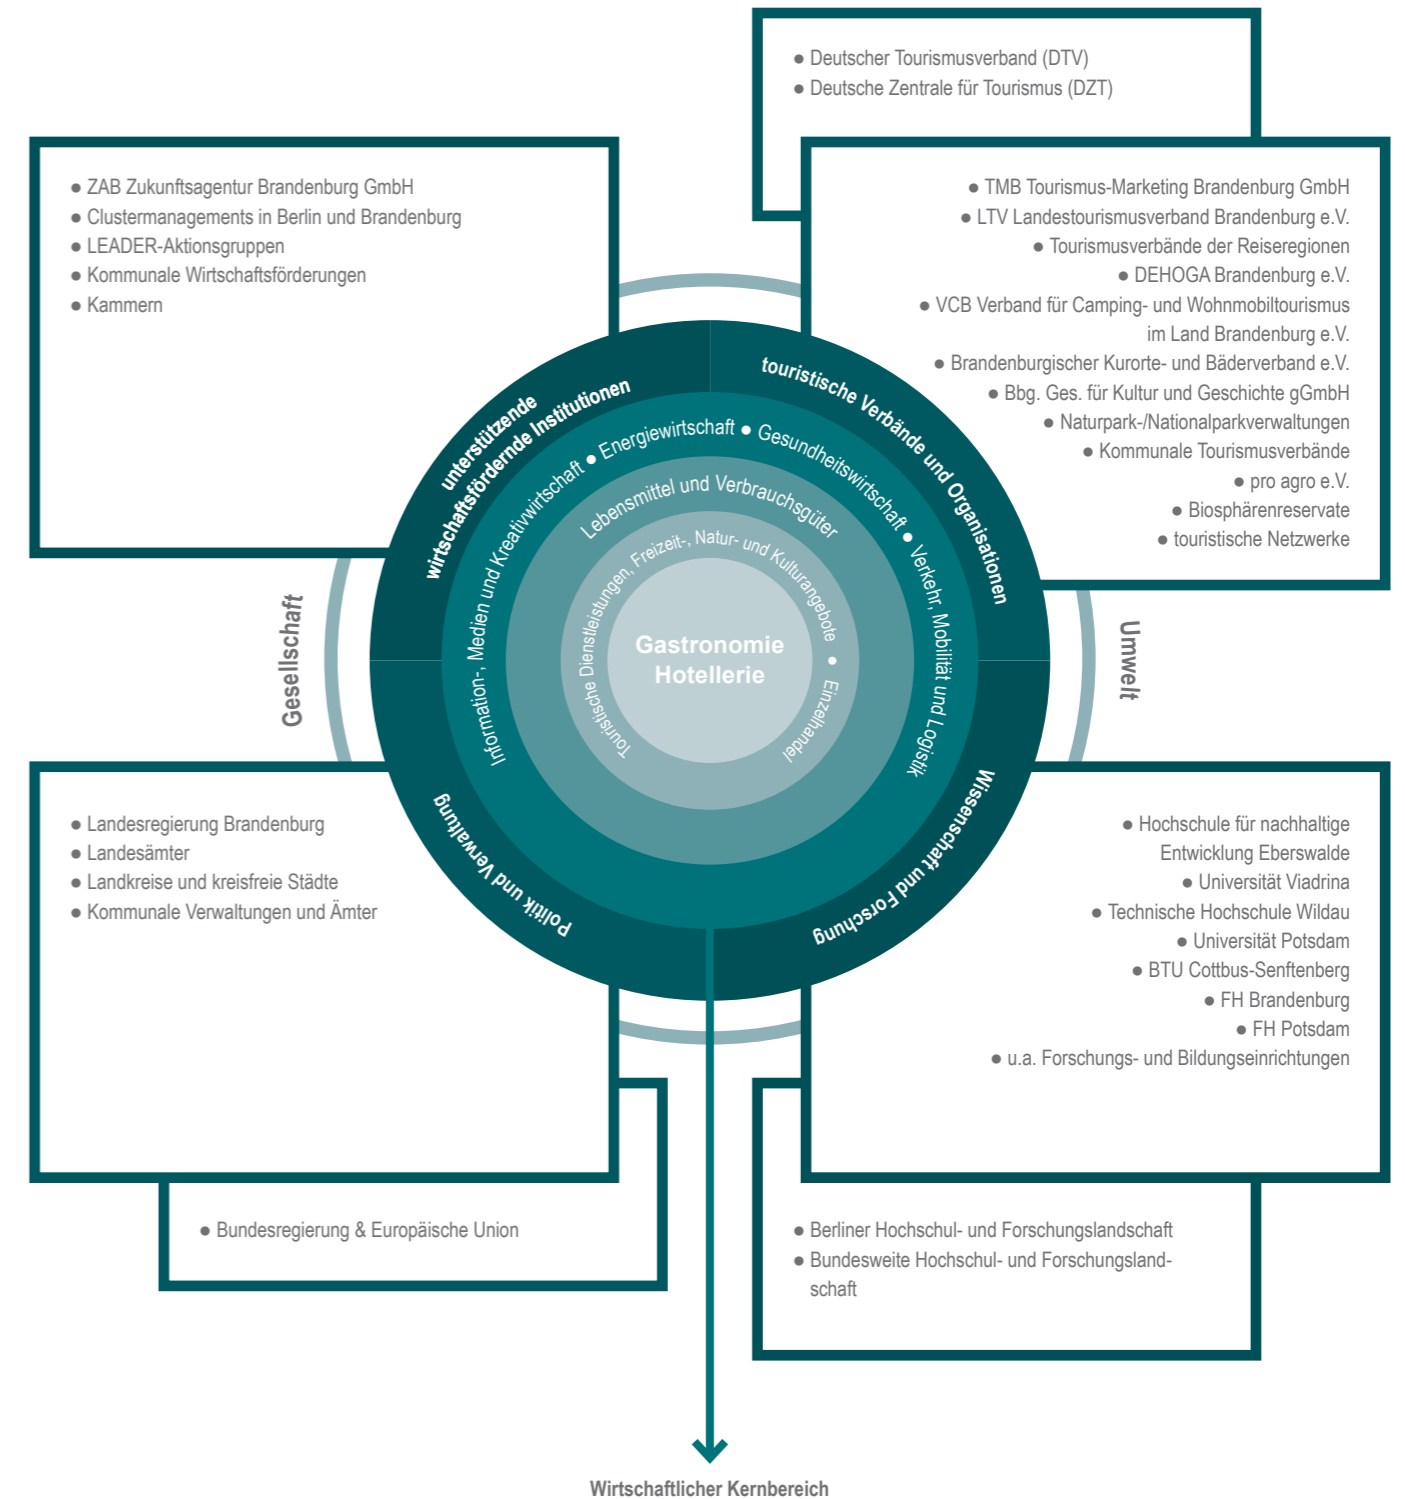 ● Deutscher Tourismusverband (DTV)
● Deutsche Zentrale für Tourismus (DZT)
● ZAB Zukunftsagentur Brandenburg GmbH
● Clustermanagements in Berlin und Brandenburg
● LEADER-Aktionsgruppen
● Kommunale Wirtschaftsförderungen
● Kammern
● TMB Tourismus-Marketing Brandenburg GmbH
● LTV Landestourismusverband Brandenburg e.V.
● Tourismusverbände der Reiseregionen
● DEHOGA Brandenburg e.V.
● VCB Verband für Camping- und Wohnmobiltourismus
im Land Brandenburg e.V.
● Brandenburgischer Kurorte- und Bäderverband e.V.
● Bbg. Ges. für Kultur und Geschichte gGmbH
● Naturpark-/Nationalparkverwaltungen
● Kommunale Tourismusverbände
● pro agro e.V.
● Biosphärenreservate
● touristische Netzwerke
unterstützende
wirtschaftsfördernde Institutionen
touristische Verbände und Organisationen
Information-, Medien und Kreativwirtschaft ● Energiewirtschaft ● Gesundheitswirtschaft ● Verkehr, Mobilität und Logistik
Lebensmittel und Verbrauchsgüter
Touristische Dienstleistungen, Freizeit-, Natur- und Kulturangebote ● Einzelhandel
Gastronomie
Hotellerie
Gesellschaft
Umwelt
Politik und Verwaltung
Wissenschaft und Forschung
● Landesregierung Brandenburg
● Landesämter
● Landkreise und kreisfreie Städte
● Kommunale Verwaltungen und Ämter
● Hochschule für nachhaltige
Entwicklung Eberswalde
● Universität Viadrina
● Technische Hochschule Wildau
● Universität Potsdam
● BTU Cottbus-Senftenberg
● FH Brandenburg
● FH Potsdam
● u.a. Forschungs- und Bildungseinrichtungen
● Bundesregierung & Europäische Union
● Berliner Hochschul- und Forschungslandschaft
● Bundesweite Hochschul- und Forschungsland-
schaft
Wirtschaftlicher Kernbereich